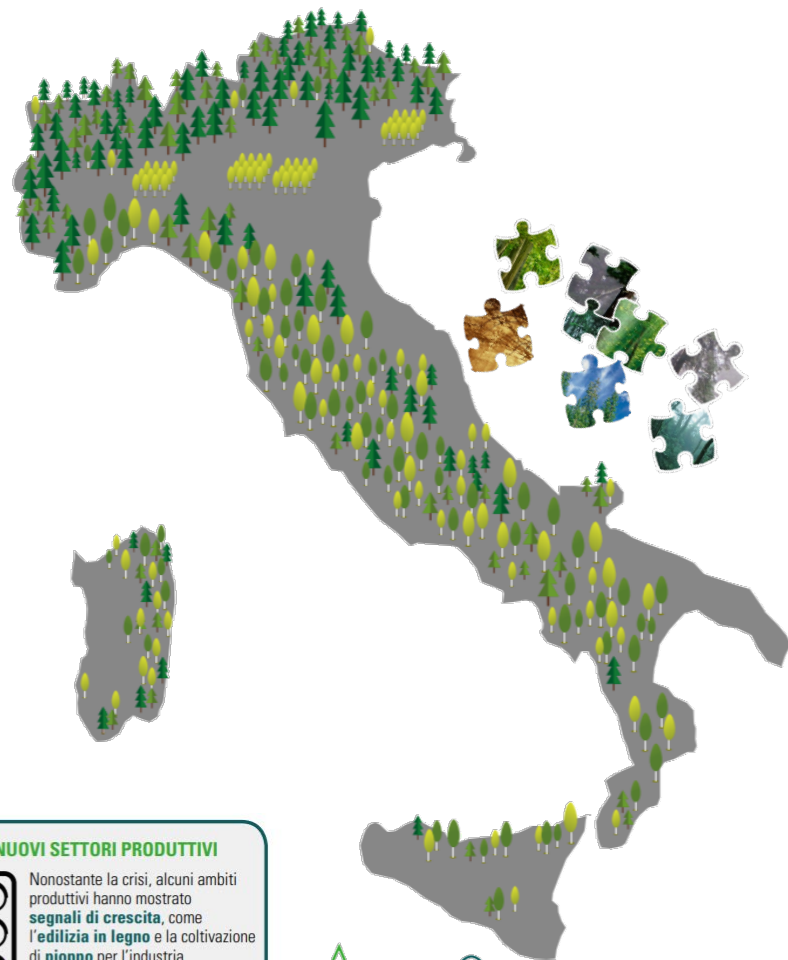 NUOVI SETTORI PRODUTTIVI
Nonostante la crisi, alcuni ambiti
produttivi hanno mostrato
segnali di crescita, come
l'edilizia in legno e la coltivazione
di pioppo per l'industria